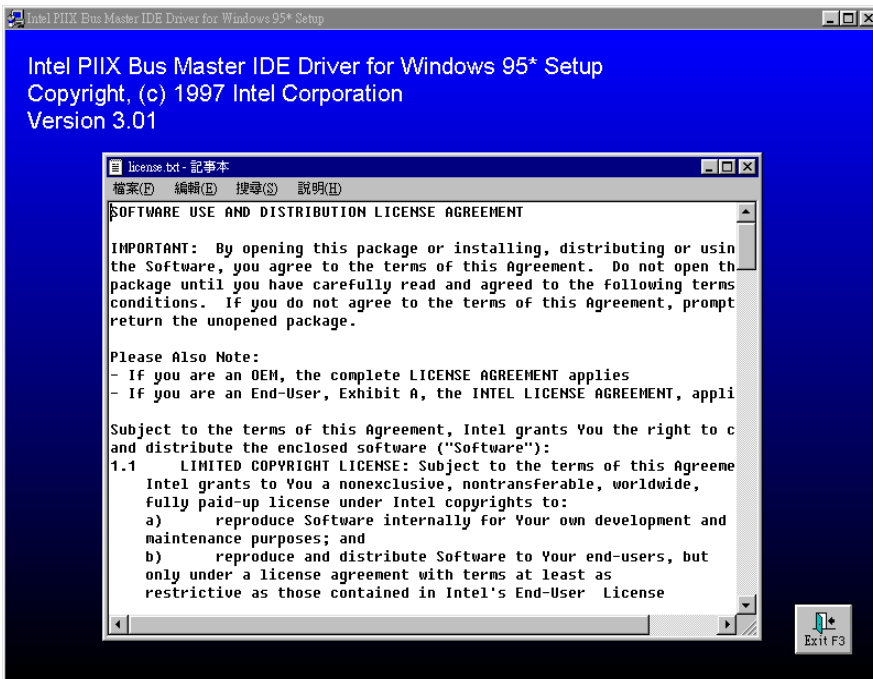 Intel PIIX Bus Master IDE Driver for Windows 95* Setup
Intel PIIX Bus Master IDE Driver for Windows 95* Setup
Copyright, (c) 1997 Intel Corporation
Version 3.01
license.txt - 記事本
檔案(F) 編輯(E) 搜尋(S) 說明(H)
SOFTWARE USE AND DISTRIBUTION LICENSE AGREEMENT
IMPORTANT:  By opening this package or installing, distributing or usin
the Software, you agree to the terms of this Agreement.  Do not open th
package until you have carefully read and agreed to the following terms
conditions.  If you do not agree to the terms of this Agreement, prompt
return the unopened package.
Please Also Note:
- If you are an OEM, the complete LICENSE AGREEMENT applies
- If you are an End-User, Exhibit A, the INTEL LICENSE AGREEMENT, appli
Subject to the terms of this Agreement, Intel grants You the right to c
and distribute the enclosed software ("Software"):
1.1      LIMITED COPYRIGHT LICENSE: Subject to the terms of this Agreeme
Intel grants to You a nonexclusive, nontransferable, worldwide,
fully paid-up license under Intel copyrights to:
a)       reproduce Software internally for Your own development and
maintenance purposes; and
b)       reproduce and distribute Software to Your end-users, but
only under a license agreement with terms at least as
restrictive as those contained in Intel's End-User  License
Exit F3